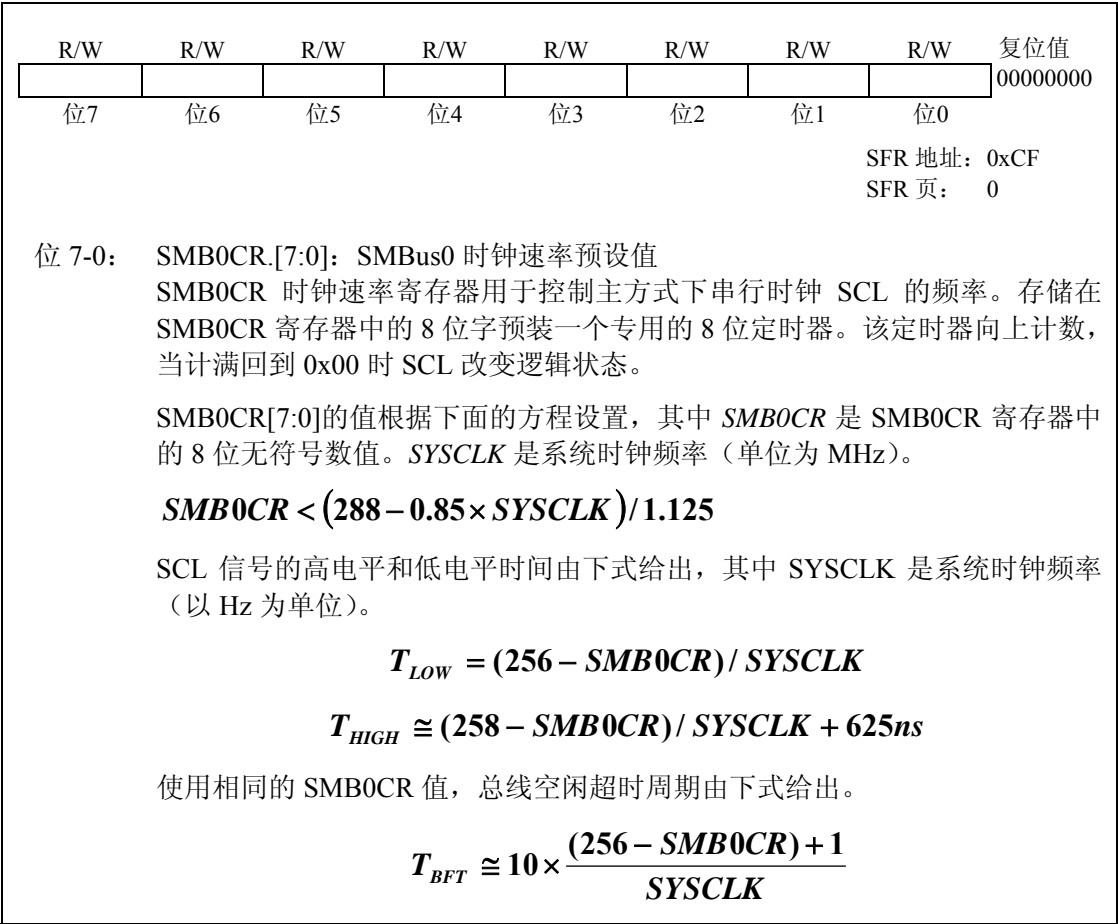 R/W R/W R/W R/W R/W R/W R/W R/W 复位值
00000000
位7 位6 位5 位4 位3 位2 位1 位0
SFR 地址： 0xCF
SFR 页： 0
位 7-0： SMB0CR.[7:0]：SMBus0 时钟速率预设值
SMB0CR 时钟速率寄存器用于控制主方式下串行时钟 SCL 的频率。存储在
SMB0CR 寄存器中的 8 位字预装一个专用的 8 位定时器。该定时器向上计数，
当计满回到 0x00 时 SCL 改变逻辑状态。
SMB0CR[7:0]的值根据下面的方程设置，其中 SMB0CR 是 SMB0CR 寄存器中
的 8 位无符号数值。SYSCLK 是系统时钟频率（单位为 MHz）。
SMB0CR < (288 − 0.85 × SYSCLK) / 1.125
SCL 信号的高电平和低电平时间由下式给出，其中 SYSCLK 是系统时钟频率
（以 Hz 为单位）。
T_LOW = (256 − SMB0CR) / SYSCLK
T_HIGH ≅ (258 − SMB0CR) / SYSCLK + 625ns
使用相同的 SMB0CR 值，总线空闲超时周期由下式给出。
T_BFT ≅ 10 × (256 − SMB0CR) + 1
SYSCLK